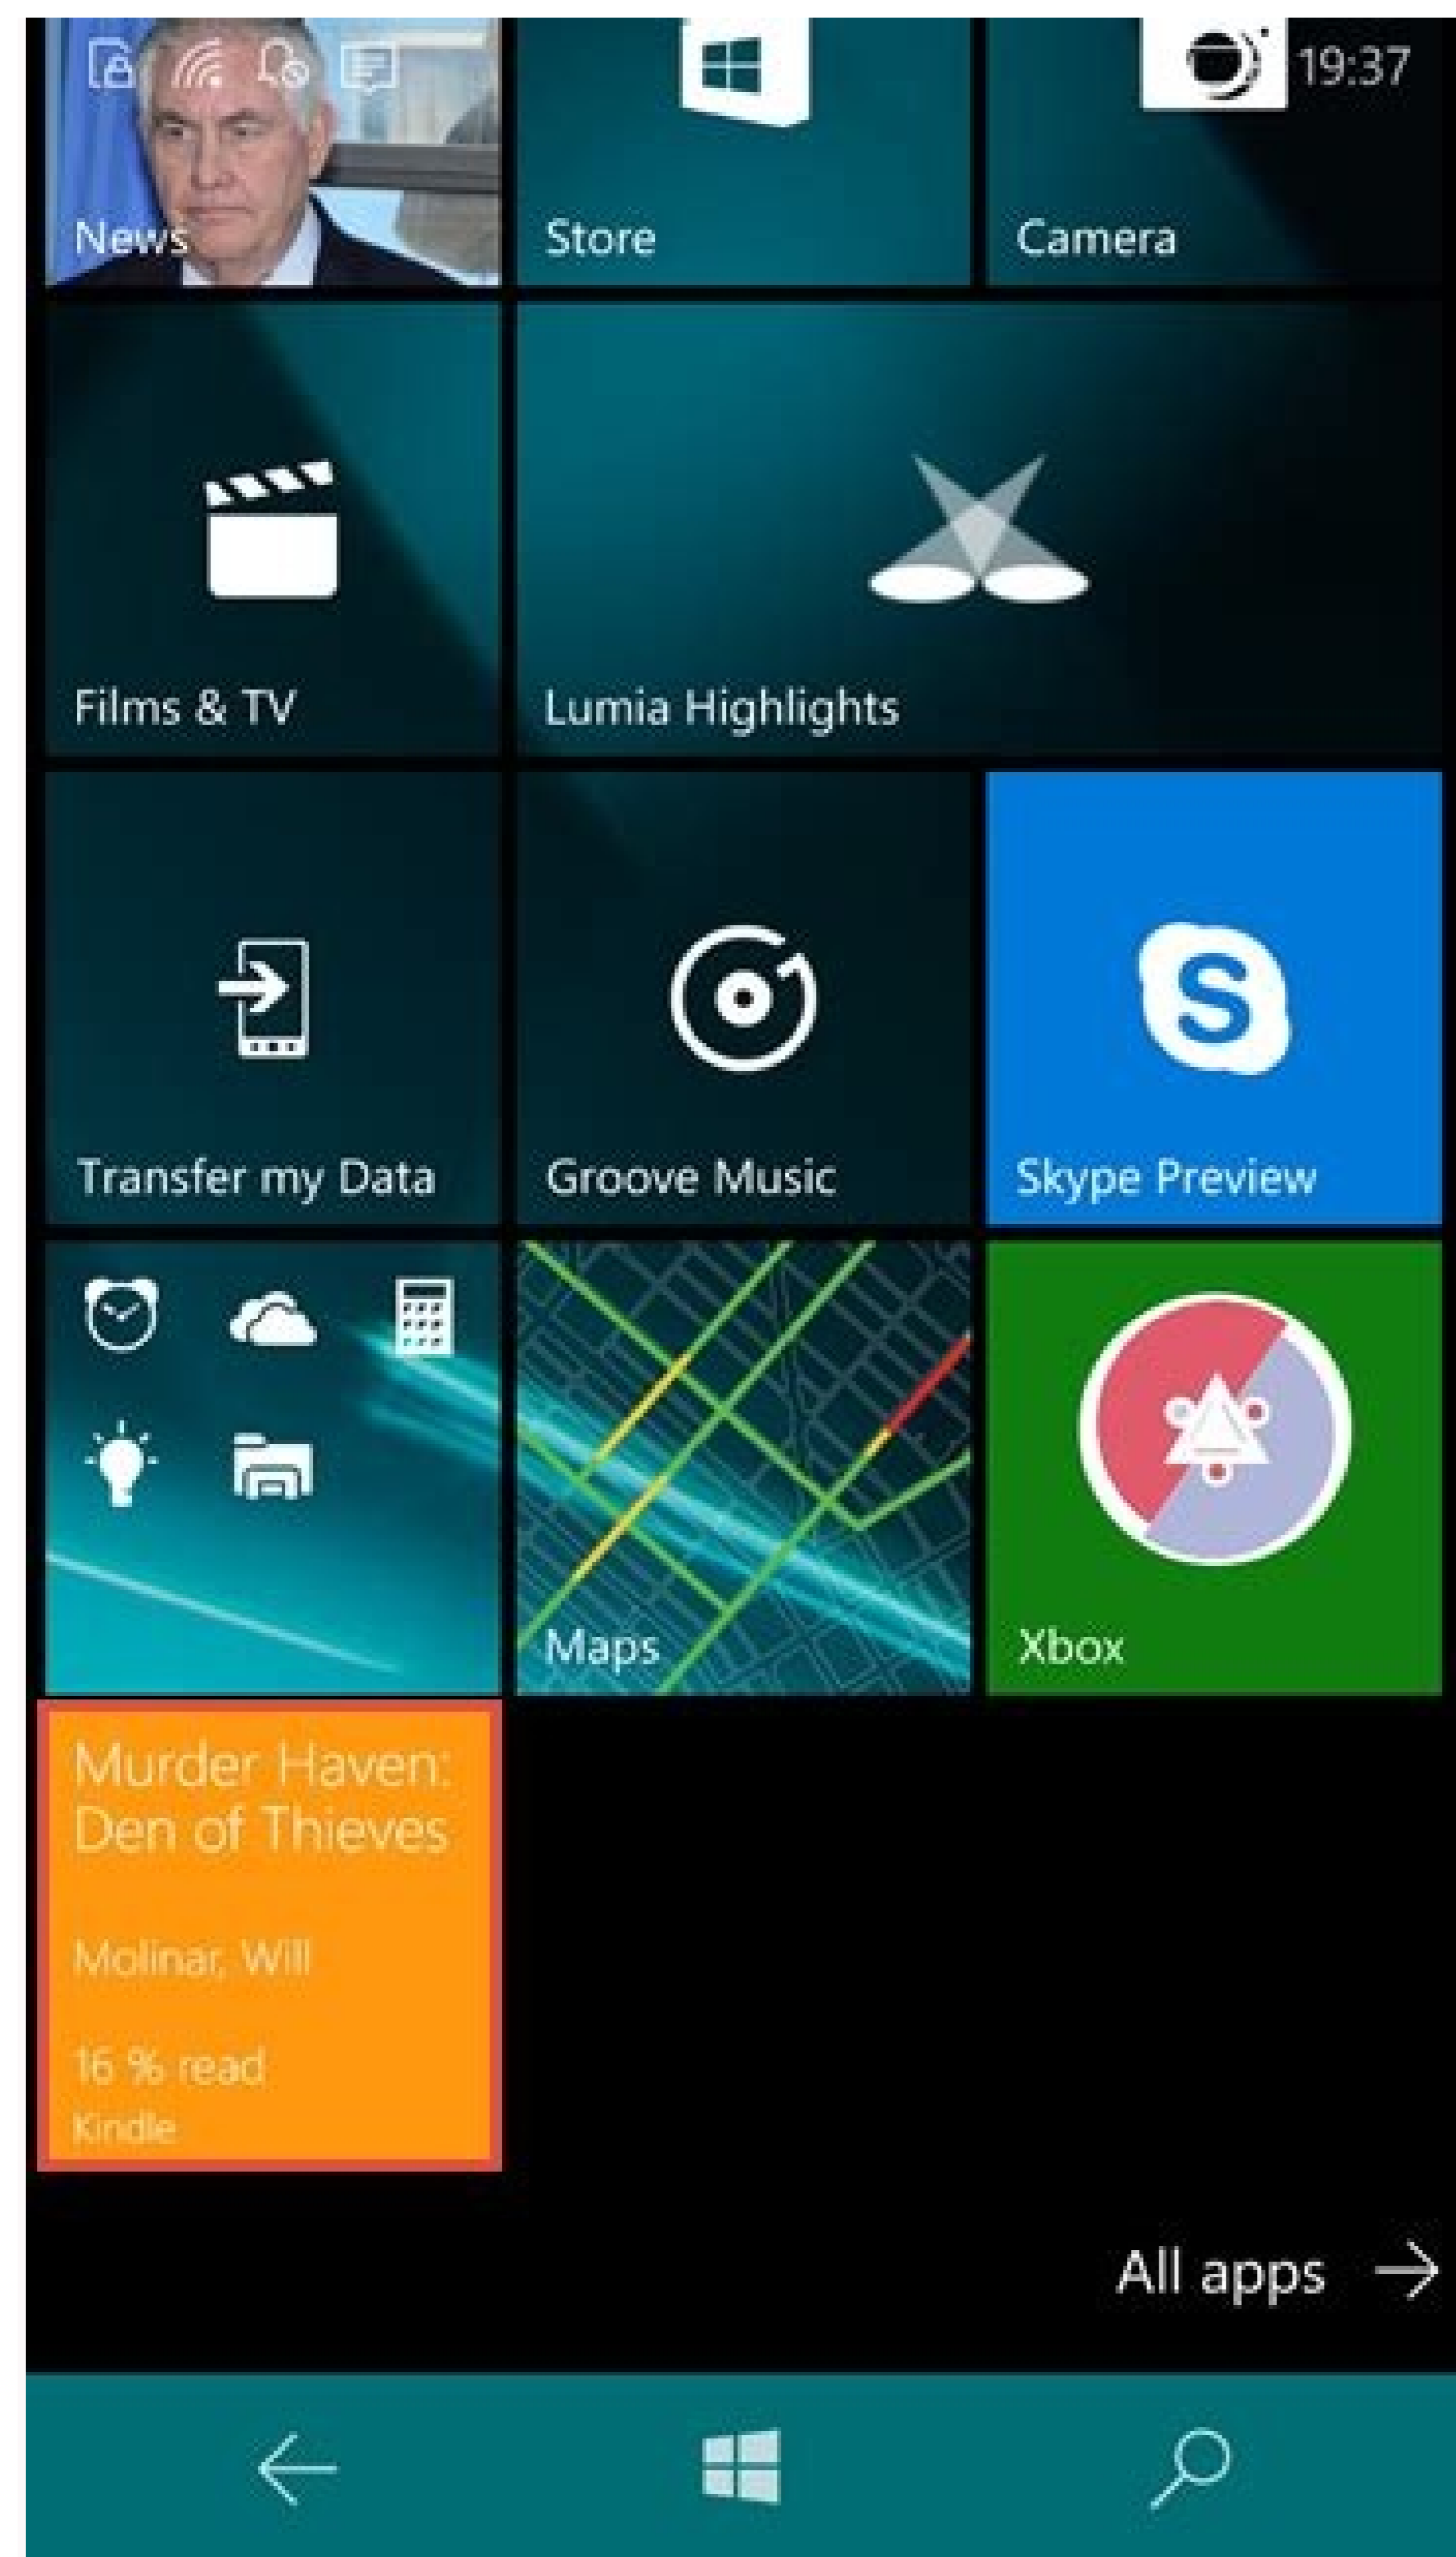 19:37
News
Store
Camera
Films & TV
Lumia Highlights
Transfer my Data
Groove Music
S
Skype Preview
Maps
Xbox
Murder Haven:
Den of Thieves
Molinar, Will
16 % read
Kindle
All apps